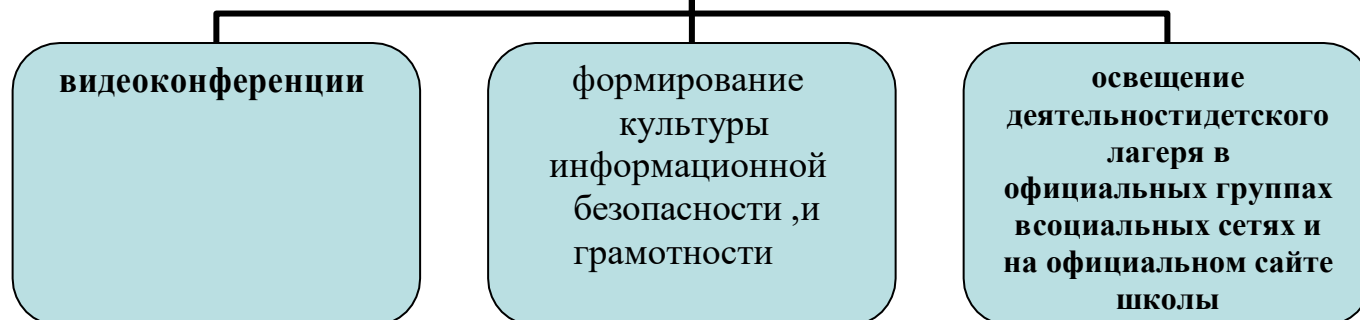 видеоконференции
формирование
культуры
информационной
безопасности ,и
грамотности
освещение
деятельностидетского
лагеря в
официальных группах
всоциальных сетях и
на официальном сайте
школы